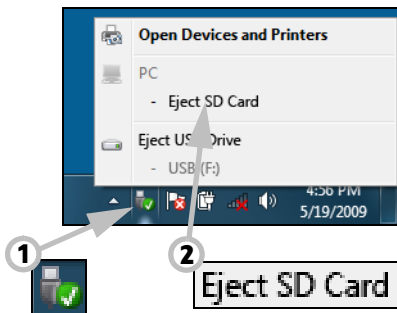 Open Devices and Printers
PC
- Eject SD Card
Eject USB Drive
- USB (F:)
4:56 PM
5/19/2009
1
2
Eject SD Card